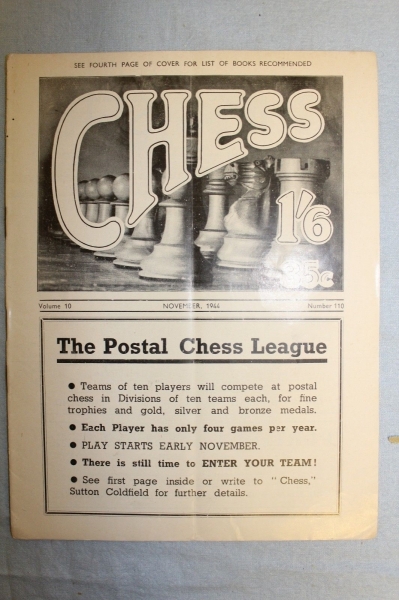 SEE FOURTH PAGE OF COVER FOR LIST OF BOOKS RECOMMENDED
CHESS
1'6
35c
Volume 10 NOVEMBER, 1944 Number 110
The Postal Chess League
● Teams of ten players will compete at postal
chess in Divisions of ten teams each, for fine
trophies and gold, silver and bronze medals.
● Each Player has only four games per year.
● PLAY STARTS EARLY NOVEMBER.
● There is still time to ENTER YOUR TEAM!
● See first page inside or write to "Chess,"
Sutton Coldfield for further details.